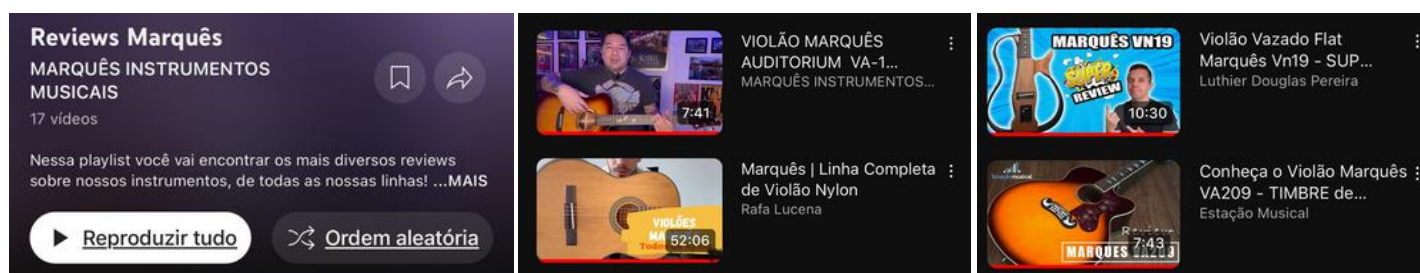 Reviews Marquês
MARQUÊS INSTRUMENTOS
MUSICAIS
17 vídeos
Nessa playlist você vai encontrar os mais diversos reviews
sobre nossos instrumentos, de todas as nossas linhas! ...MAIS
Reproduzir tudo
Ordem aleatória
7:41
VIOLÃO MARQUÊS
AUDITORIUM VA-1...
MARQUÊS INSTRUMENTOS...
VIOLÕES
52:06
Marquês | Linha Completa
de Violão Nylon
Rafa Lucena
MARQUÊS VN19
SUPER
REVIEW
10:30
Violão Vazado Flat
Marquês Vn19 - SUP...
Luthier Douglas Pereira
Review
7:43
MARQUES VA209
Conheça o Violão Marquês
VA209 - TIMBRE de...
Estação Musical